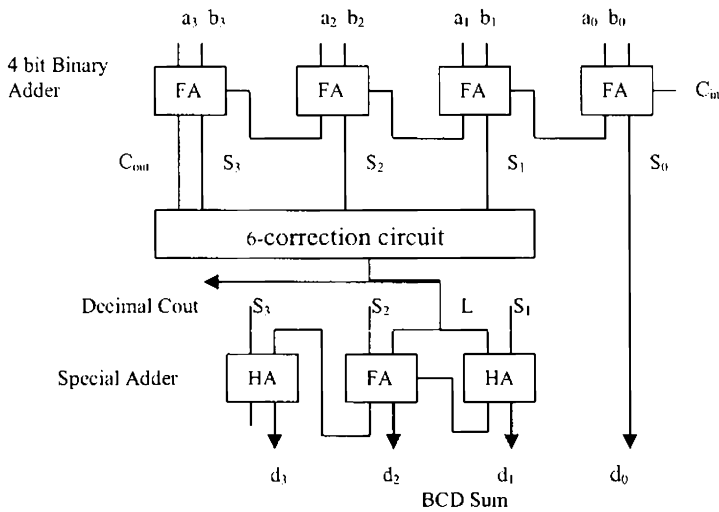 a₃ b₃ a₂ b₂ a₁ b₁ a₀ b₀
4 bit Binary
Adder
FA FA FA FA Cᵢₙ
Cₒᵤₜ S₃ S₂ S₁ S₀
6-correction circuit
Decimal Cout S₃ S₂ L S₁
Special Adder HA FA HA
d₃ d₂ d₁ d₀
BCD Sum